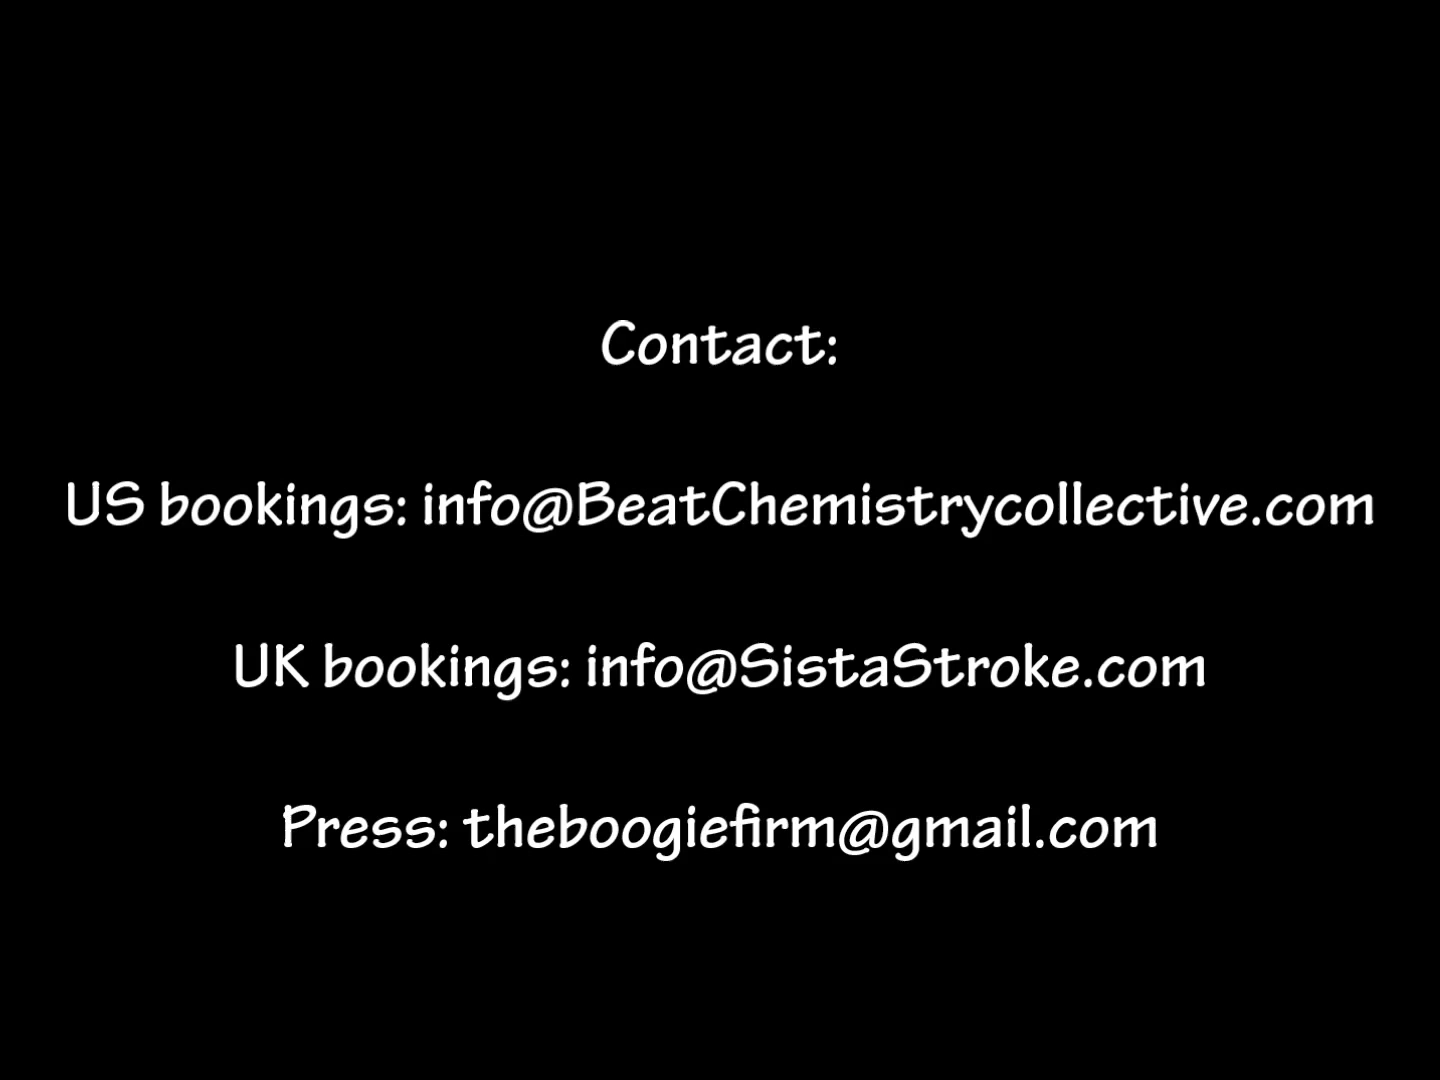 Contact:
US bookings: info@BeatChemistrycollective.com
UK bookings: info@SistaStroke.com
Press: theboogiefirm@gmail.com